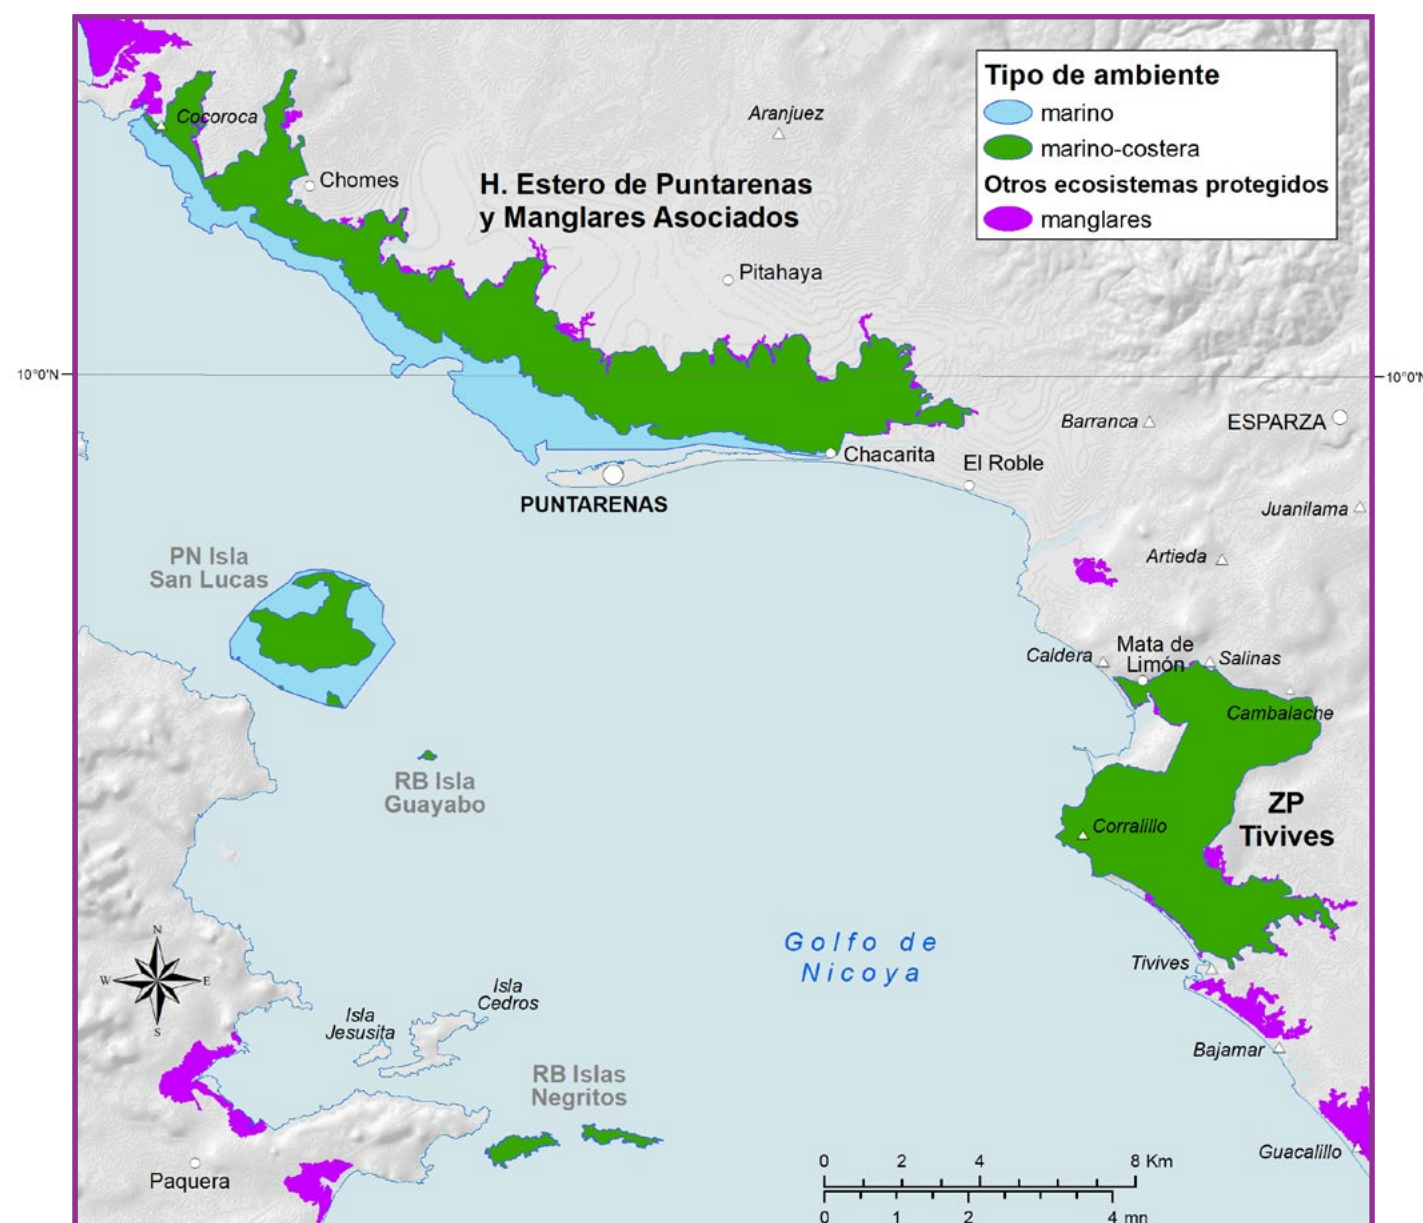 Tipo de ambiente
marino
marino-costera
Otros ecosistemas protegidos
manglares
Cocoroca
Aranjuez
Chomes
H. Estero de Puntarenas
y Manglares Asociados
Pitahaya
10°0'N
10°0'N
Barranca
ESPARZA
Chacarita
El Roble
PUNTARENAS
Juanilama
PN Isla
San Lucas
Artieda
Caldera
Mata de
Limón
Salinas
Cambalache
RB Isla
Guayabo
ZP
Tivives
Corralillo
Golfo de
Nicoya
Tivives
N
W
E
S
Isla
Cedros
Isla
Jesusita
Bajamar
RB Islas
Negritos
Guacalillo
Paquera
0 2 4 8 Km
0 1 2 4 mn